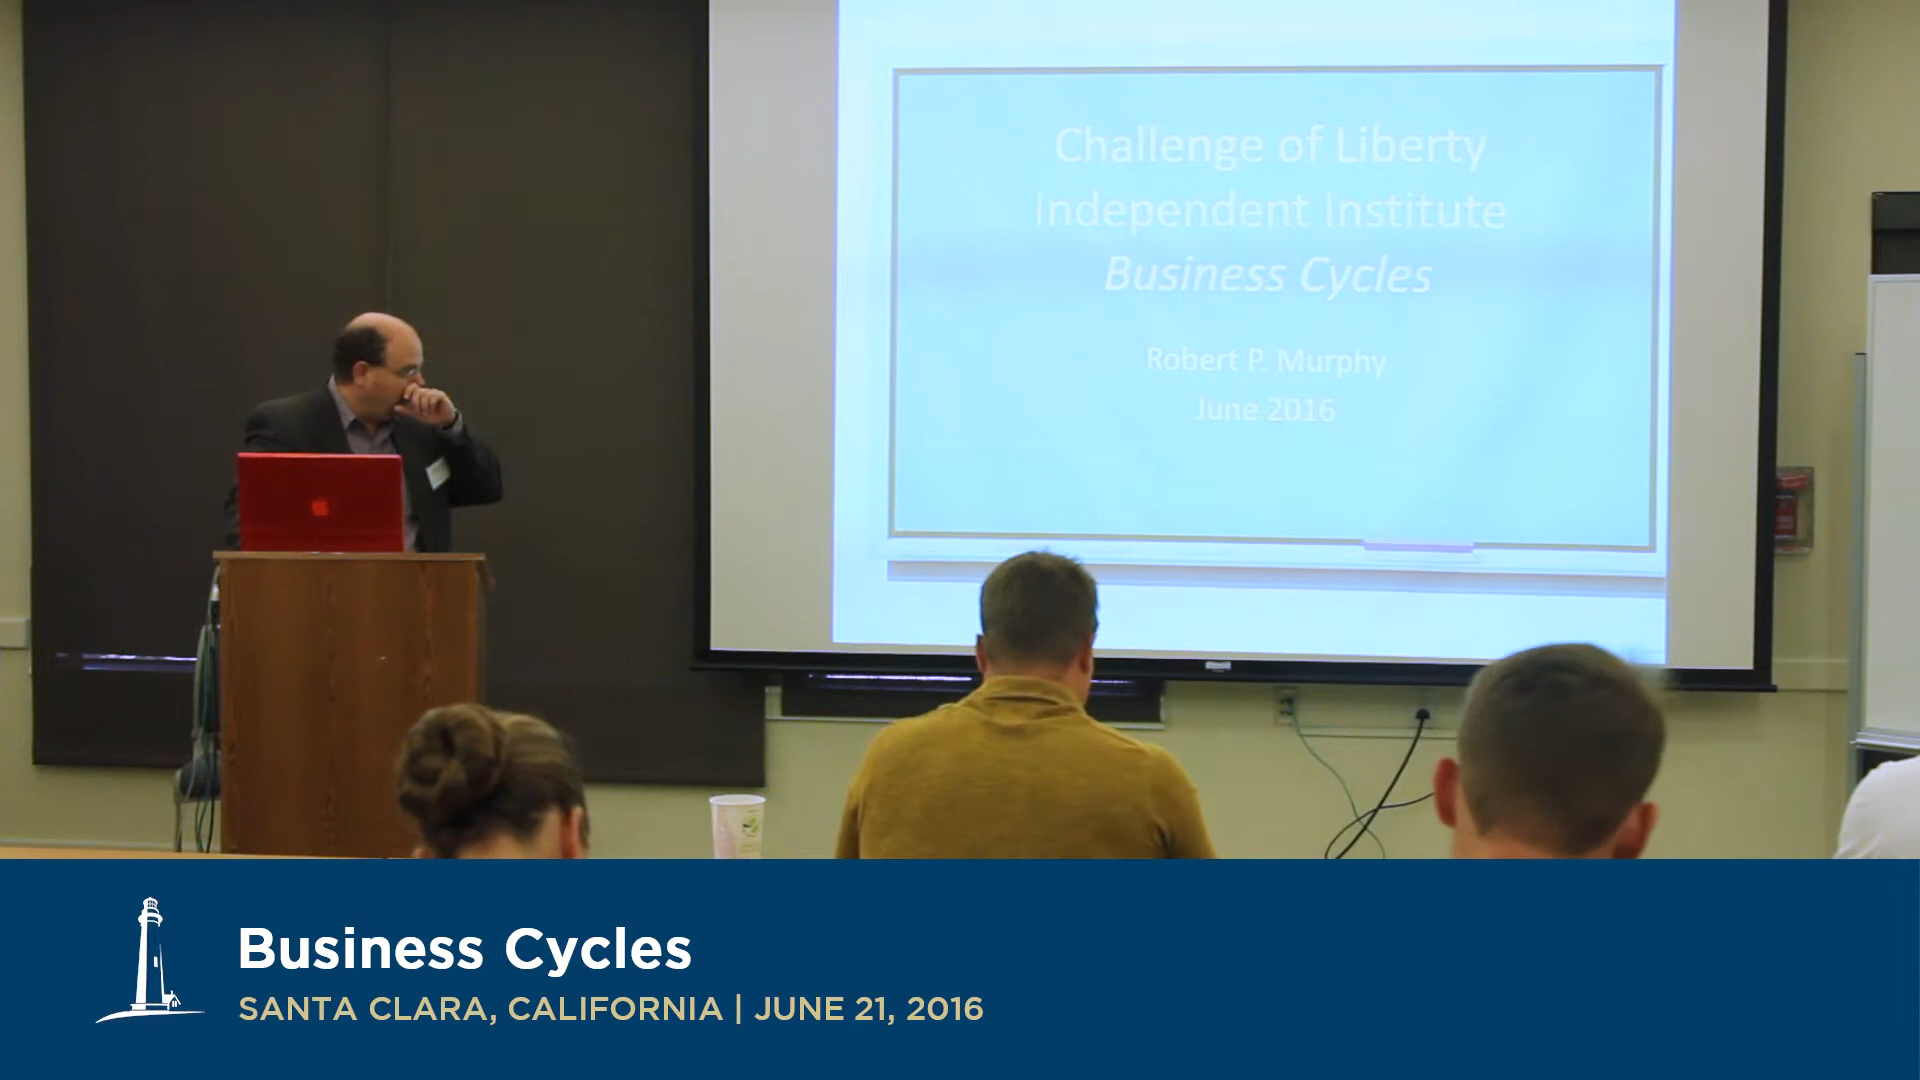 Challenge of Liberty
Independent Institute
Business Cycles
Robert P. Murphy
June 2016
Business Cycles
SANTA CLARA, CALIFORNIA | JUNE 21, 2016